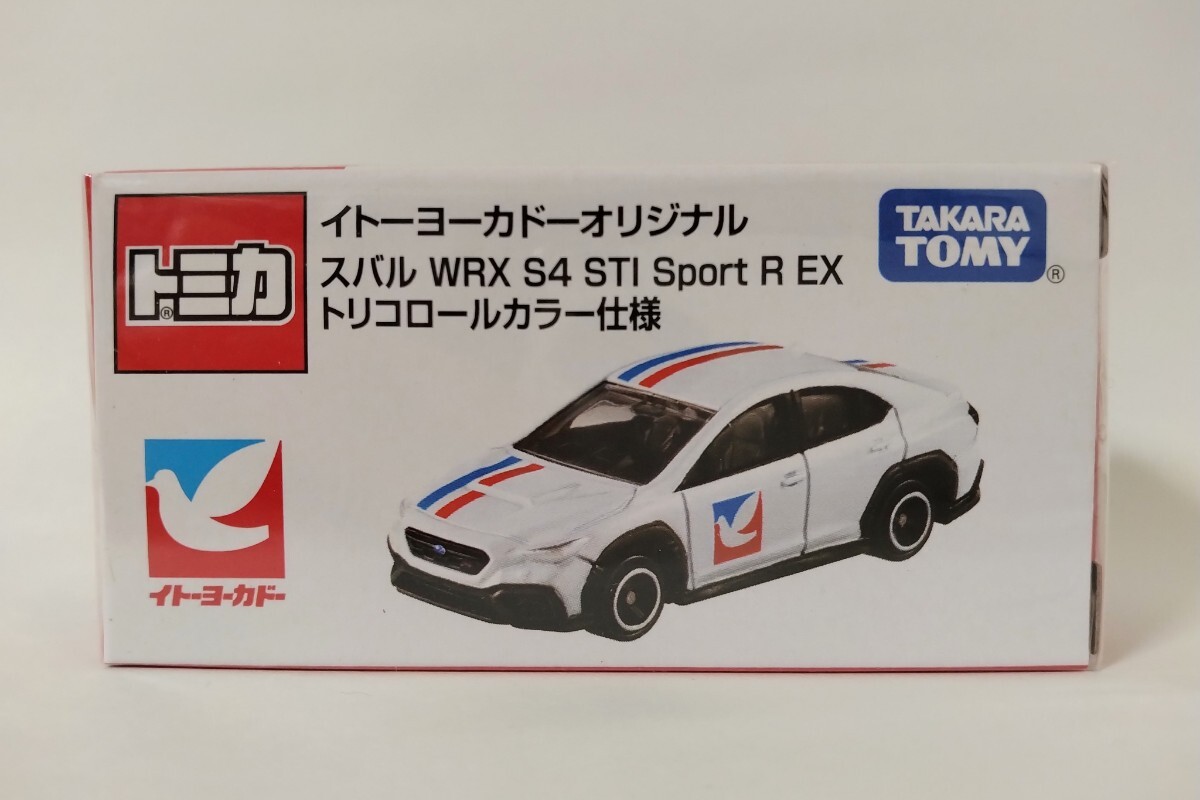 トミカ®
イトーヨーカドーオリジナル
スバル WRX S4 STI Sport R EX
トリコロールカラー仕様
TAKARA
TOMY®
イトーヨーカドー